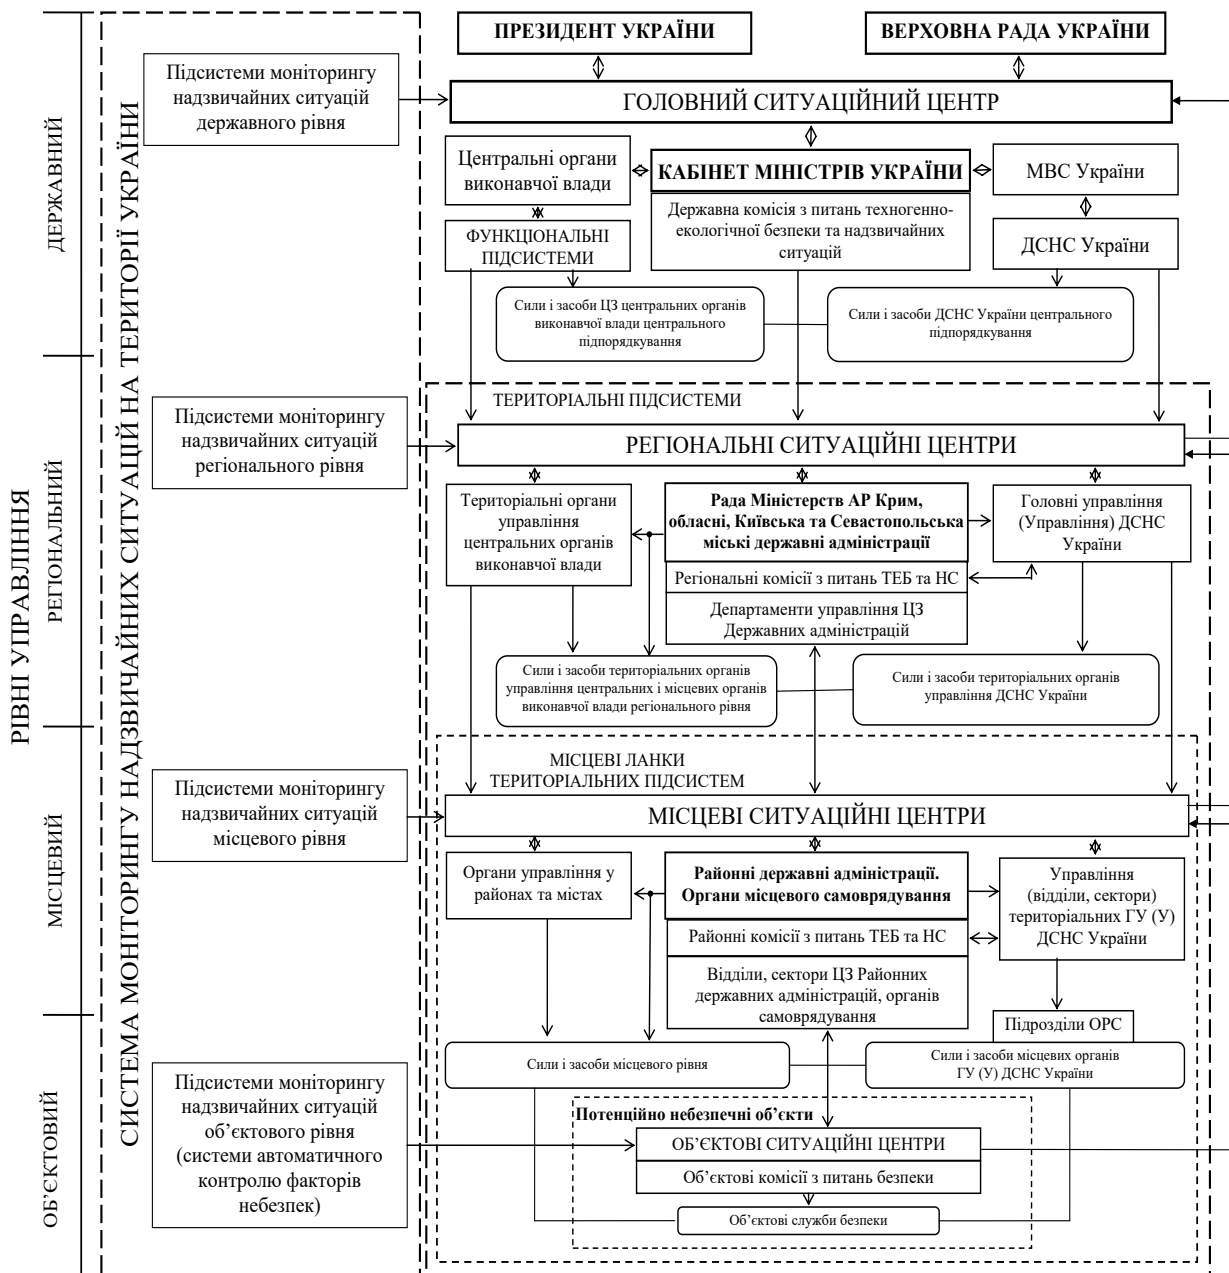 РІВНІ УПРАВЛІННЯ
ДЕРЖАВНИЙ
РЕГІОНАЛЬНИЙ
МІСЦЕВИЙ
ОБ’ЄКТОВИЙ
СИСТЕМА МОНІТОРИНГУ НАДЗВИЧАЙНИХ СИТУАЦІЙ НА ТЕРИТОРІЇ УКРАЇНИ
ПРЕЗИДЕНТ УКРАЇНИ
ВЕРХОВНА РАДА УКРАЇНИ
Підсистеми моніторингу
надзвичайних ситуацій
державного рівня
ГОЛОВНИЙ СИТУАЦІЙНИЙ ЦЕНТР
Центральні органи
виконавчої влади
КАБІНЕТ МІНІСТРІВ УКРАЇНИ
МВС України
Державна комісія з питань техногенно-
екологічної безпеки та надзвичайних
ситуацій
ФУНКЦІОНАЛЬНІ
ПІДСИСТЕМИ
ДСНС України
Сили і засоби ЦЗ центральних органів
виконавчої влади центрального
підпорядкування
Сили і засоби ДСНС України центрального
підпорядкування
ТЕРИТОРІАЛЬНІ ПІДСИСТЕМИ
Підсистеми моніторингу
надзвичайних ситуацій
регіонального рівня
РЕГІОНАЛЬНІ СИТУАЦІЙНІ ЦЕНТРИ
Територіальні органи
управління
центральних органів
виконавчої влади
Рада Міністерств АР Крим,
обласні, Київська та Севастопольська
міські державні адміністрації
Головні управління
(Управління) ДСНС
України
Регіональні комісії з питань ТЕБ та НС
Департаменти управління ЦЗ
Державних адміністрацій
Сили і засоби територіальних органів
управління центральних і місцевих органів
виконавчої влади регіонального рівня
Сили і засоби територіальних органів
управління ДСНС України
МІСЦЕВІ ЛАНКИ
ТЕРИТОРІАЛЬНИХ ПІДСИСТЕМ
Підсистеми моніторингу
надзвичайних ситуацій
місцевого рівня
МІСЦЕВІ СИТУАЦІЙНІ ЦЕНТРИ
Органи управління у
районах та містах
Районні державні адміністрації.
Органи місцевого самоврядування
Управління
(відділи, сектори)
територіальних ГУ (У)
ДСНС України
Районні комісії з питань ТЕБ та НС
Відділи, сектори ЦЗ Районних
державних адміністрацій, органів
самоврядування
Підрозділи ОРС
Сили і засоби місцевого рівня
Сили і засоби місцевих органів
ГУ (У) ДСНС України
Підсистеми моніторингу
надзвичайних ситуацій
об’єктового рівня
(системи автоматичного
контролю факторів
небезпек)
Потенційно небезпечні об’єкти
ОБ’ЄКТОВІ СИТУАЦІЙНІ ЦЕНТРИ
Об’єктові комісії з питань безпеки
Об’єктові служби безпеки